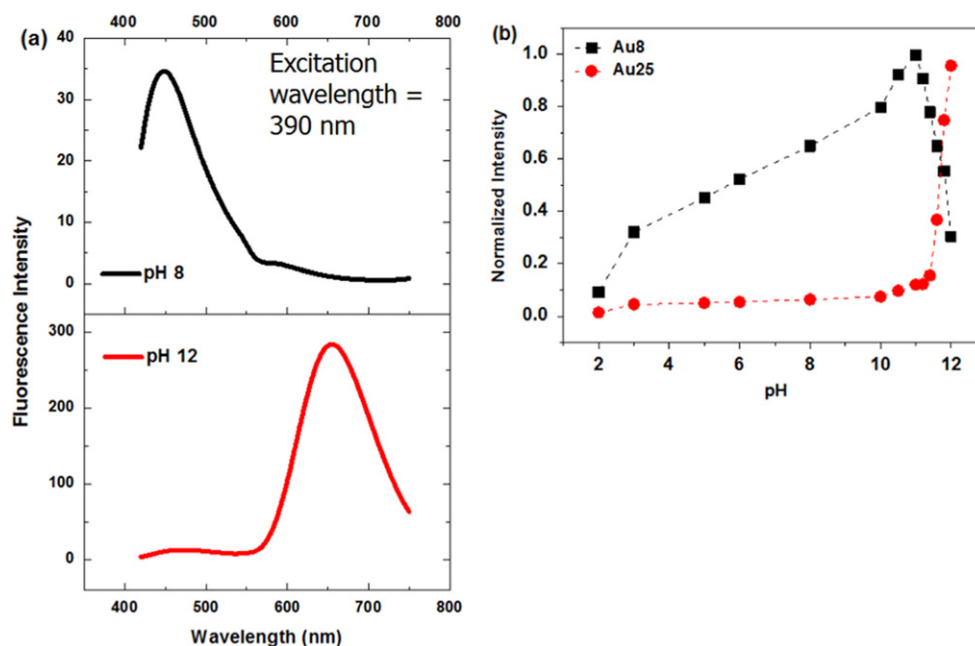 (a)
400 500 600 700 800
40
30
20
10
0
Excitation
wavelength =
390 nm
pH 8
300
200
100
0
pH 12
400 500 600 700 800
Fluorescence Intensity
Wavelength (nm)
(b)
Au8
Au25
1.0
0.8
0.6
0.4
0.2
0.0
2 4 6 8 10 12
Normalized Intensity
pH